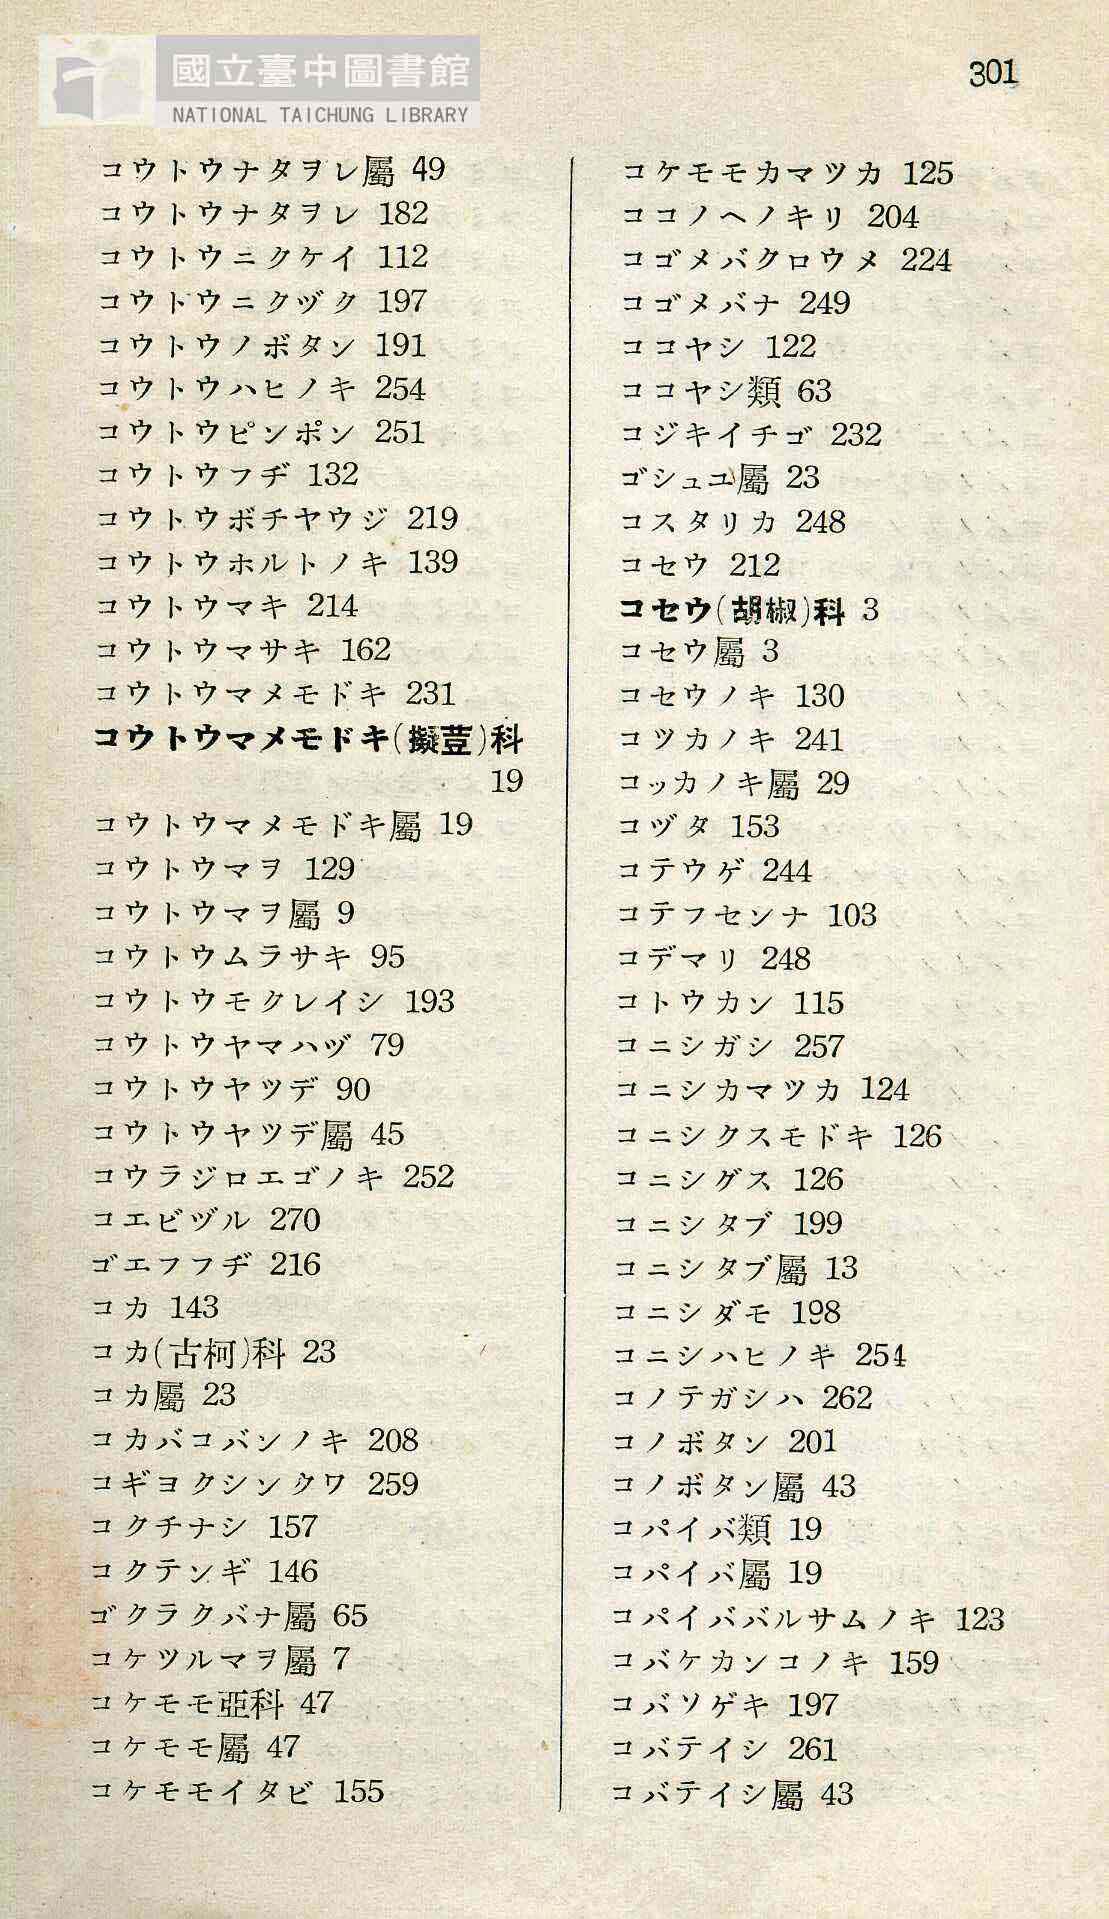 國立臺中圖書館
NATIONAL TAICHUNG LIBRARY
301
コウトウナタヲレ屬 49
コウトウナタヲレ 182
コウトウニクケイ 112
コウトウニクヅク 197
コウトウノボタン 191
コウトウハヒノキ 254
コウトウピンポン 251
コウトウフヂ 132
コウトウボチヤウジ 219
コウトウホルトノキ 139
コウトウマキ 214
コウトウマサキ 162
コウトウマメモドキ 231
コウトウマメモドキ(擬荳)科
19
コウトウマメモドキ屬 19
コウトウマヲ 129
コウトウマヲ屬 9
コウトウムラサキ 95
コウトウモクレイシ 193
コウトウヤマハヅ 79
コウトウヤツデ 90
コウトウヤツデ屬 45
コウラジロエゴノキ 252
コエビヅル 270
ゴエフフヂ 216
コカ 143
コカ(古柯)科 23
コカ屬 23
コカバコバンノキ 208
コギヨクシンクワ 259
コクチナシ 157
コクテンギ 146
ゴクラクバナ屬 65
コケツルマヲ屬 7
コケモモ亞科 47
コケモモ屬 47
コケモモイタビ 155
コケモモカマツカ 125
ココノヘノキリ 204
コゴメバクロウメ 224
コゴメバナ 249
ココヤシ 122
ココヤシ類 63
コジキイチゴ 232
ゴシュユ屬 23
コスタリカ 248
コセウ 212
コセウ(胡椒)科 3
コセウ屬 3
コセウノキ 130
コツカノキ 241
コッカノキ屬 29
コヅタ 153
コテウゲ 244
コテフセンナ 103
コデマリ 248
コトウカン 115
コニシガシ 257
コニシカマツカ 124
コニシクスモドキ 126
コニシグス 126
コニシタブ 199
コニシタブ屬 13
コニシダモ 198
コニシハヒノキ 254
コノテガシハ 262
コノボタン 201
コノボタン屬 43
コパイバ類 19
コパイバ屬 19
コパイババルサムノキ 123
コバケカンコノキ 159
コバソゲキ 197
コバテイシ 261
コバテイシ屬 43